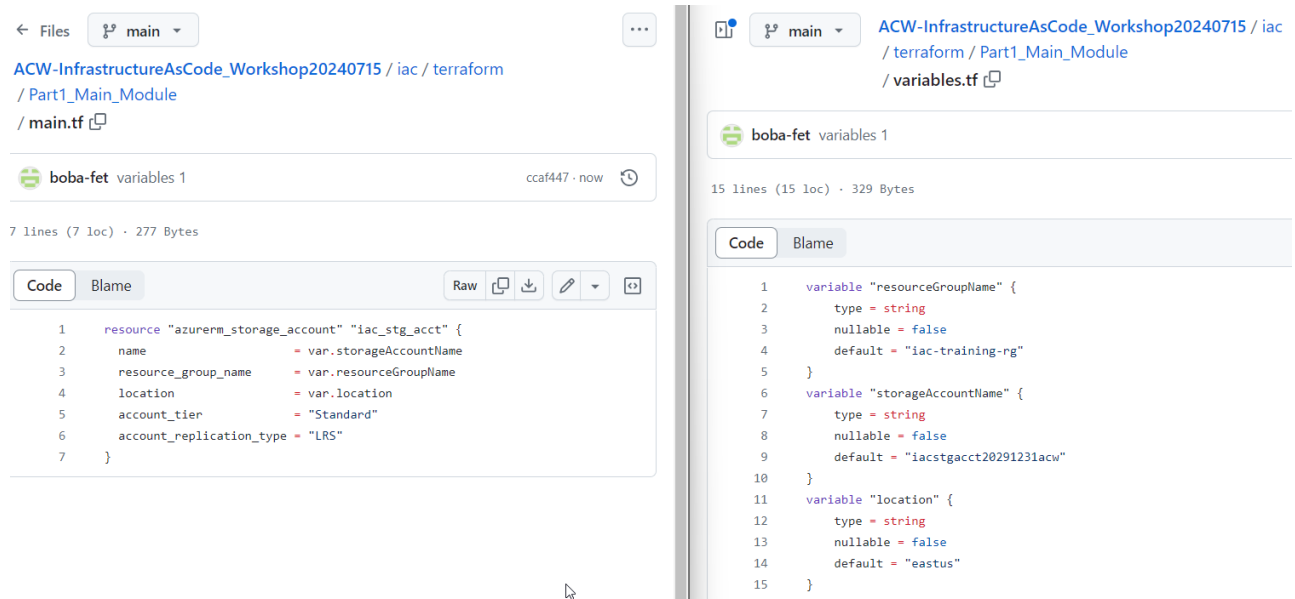 Files
main
ACW-InfrastructureAsCode_Workshop20240715 / iac / terraform
/ Part1_Main_Module
/ main.tf
boba-fet variables 1
ccaf447 · now
7 lines (7 loc) · 277 Bytes
Code
Blame
Raw
1 resource "azurerm_storage_account" "iac_stg_acct" {
2 name = var.storageAccountName
3 resource_group_name = var.resourceGroupName
4 location = var.location
5 account_tier = "Standard"
6 account_replication_type = "LRS"
7 }
main
ACW-InfrastructureAsCode_Workshop20240715 / iac
/ terraform / Part1_Main_Module
/ variables.tf
boba-fet variables 1
15 lines (15 loc) · 329 Bytes
Code
Blame
1 variable "resourceGroupName" {
2 type = string
3 nullable = false
4 default = "iac-training-rg"
5 }
6 variable "storageAccountName" {
7 type = string
8 nullable = false
9 default = "iacstgacct20291231acw"
10 }
11 variable "location" {
12 type = string
13 nullable = false
14 default = "eastus"
15 }